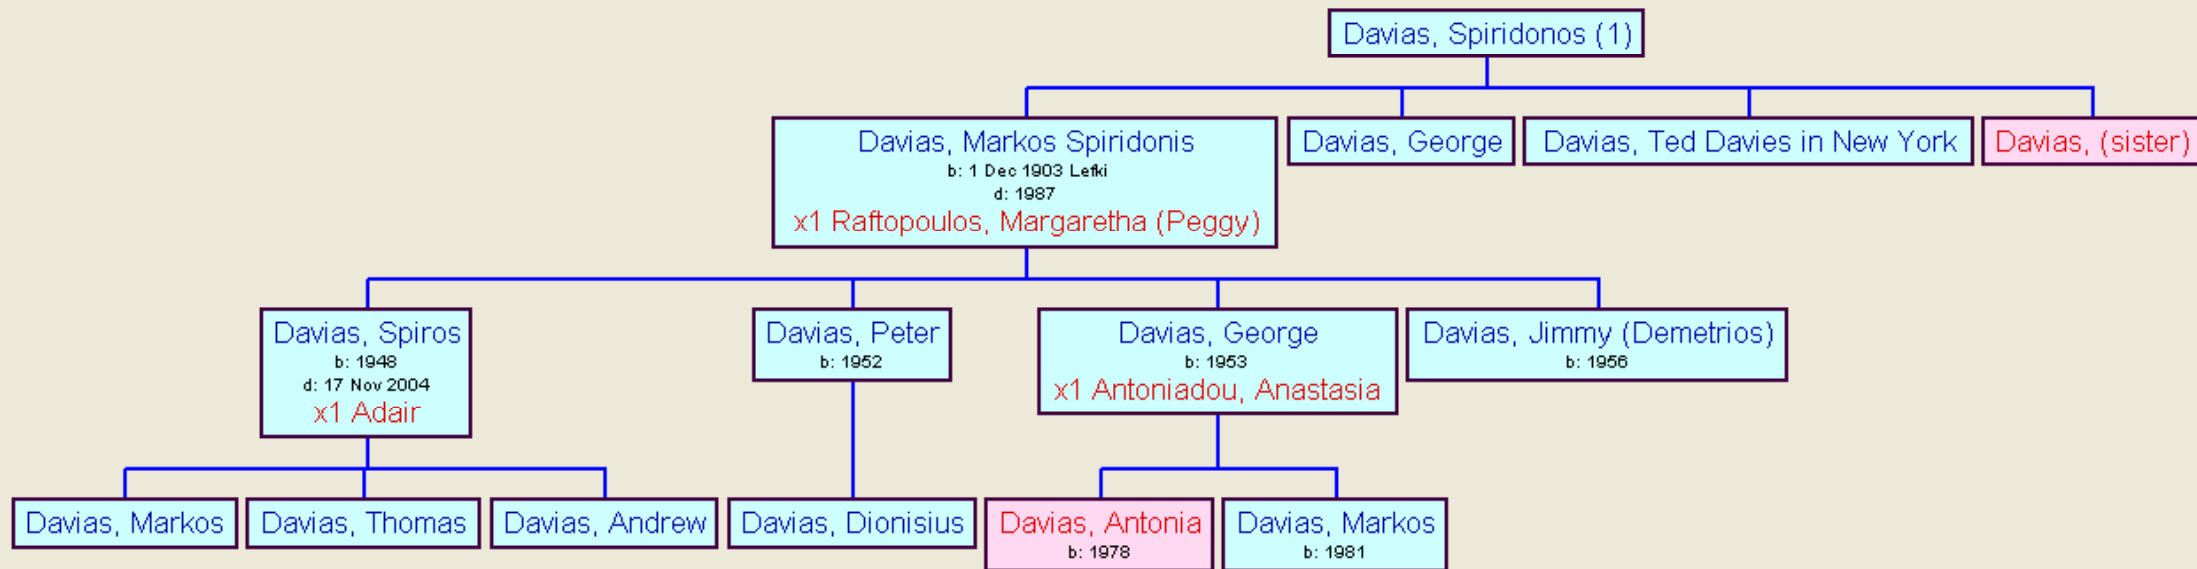 Davias, Spiridonos (1)
Davias, Markos Spiridonis
b: 1 Dec 1903 Lefki
d: 1987
x1 Raftopoulos, Margaretha (Peggy)
Davias, George
Davias, Ted Davies in New York
Davias, (sister)
Davias, Spiros
b: 1948
d: 17 Nov 2004
x1 Adair
Davias, Peter
b: 1952
Davias, George
b: 1953
x1 Antoniadou, Anastasia
Davias, Jimmy (Demetrios)
b: 1956
Davias, Markos
Davias, Thomas
Davias, Andrew
Davias, Dionisius
Davias, Antonia
b: 1978
Davias, Markos
b: 1981